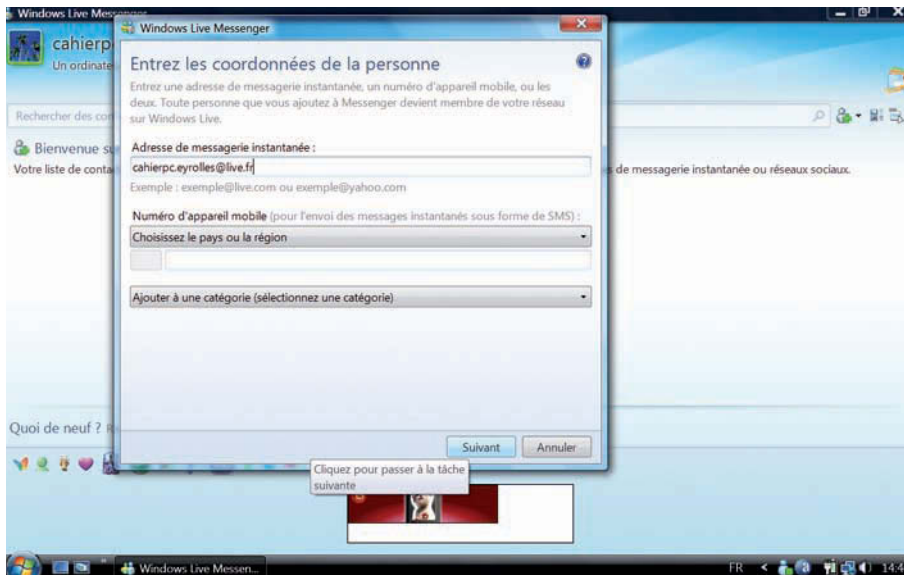 Windows Live Messenger
Windows Live Messenger
cahierp
Un ordinate
Rechercher des con
Bienvenue su
Votre liste de conta
s de messagerie instantanée ou réseaux sociaux.
Entrez les coordonnées de la personne
Entrez une adresse de messagerie instantanée, un numéro d'appareil mobile, ou les
deux. Toute personne que vous ajoutez à Messenger devient membre de votre réseau
sur Windows Live.
Adresse de messagerie instantanée :
cahierpc.eyrolles@live.fr
Exemple : exemple@live.com ou exemple@yahoo.com
Numéro d'appareil mobile (pour l'envoi des messages instantanés sous forme de SMS) :
Choisissez le pays ou la région
Ajouter à une catégorie (sélectionnez une catégorie)
Quoi de neuf ?
Suivant
Annuler
Cliquez pour passer à la tâche
suivante
Windows Live Messen...
FR
14:4